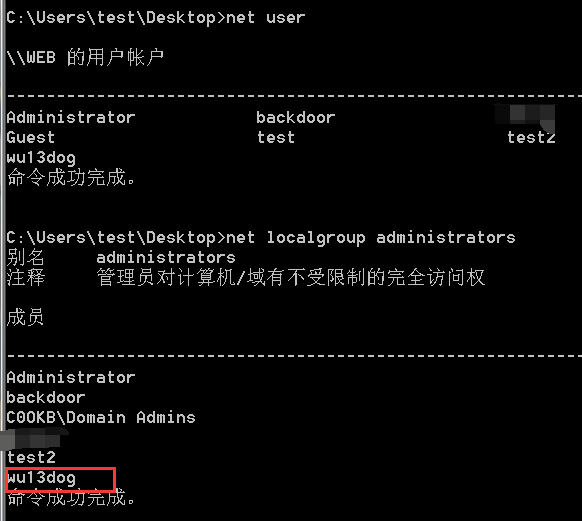 C:\Users\test\Desktop>net user
\\WEB 的用户帐户
-------------------------------------------------------------------------------
Administrator backdoor
Guest test test2
wu13dog
命令成功完成。
C:\Users\test\Desktop>net localgroup administrators
别名 administrators
注释 管理员对计算机/域有不受限制的完全访问权
成员
-------------------------------------------------------------------------------
Administrator
backdoor
C0OKB\Domain Admins
test2
wu13dog
命令成功完成。